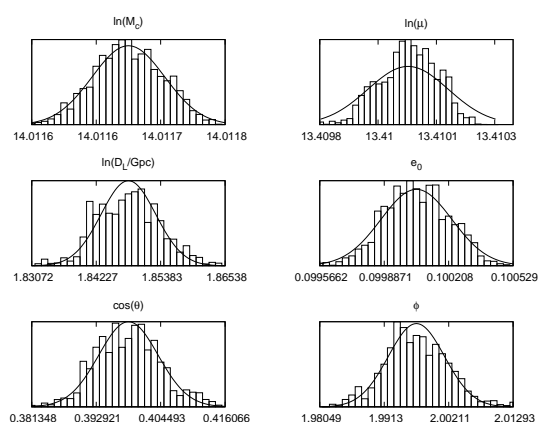 ln(M_c) ln(μ)
14.0116 14.0116 14.0117 14.0118 13.4098 13.41 13.4101 13.4103
ln(D_L/Gpc) e_0
1.83072 1.84227 1.85383 1.86538 0.0995662 0.0998871 0.100208 0.100529
cos(θ) ϕ
0.381348 0.392921 0.404493 0.416066 1.98049 1.9913 2.00211 2.01293